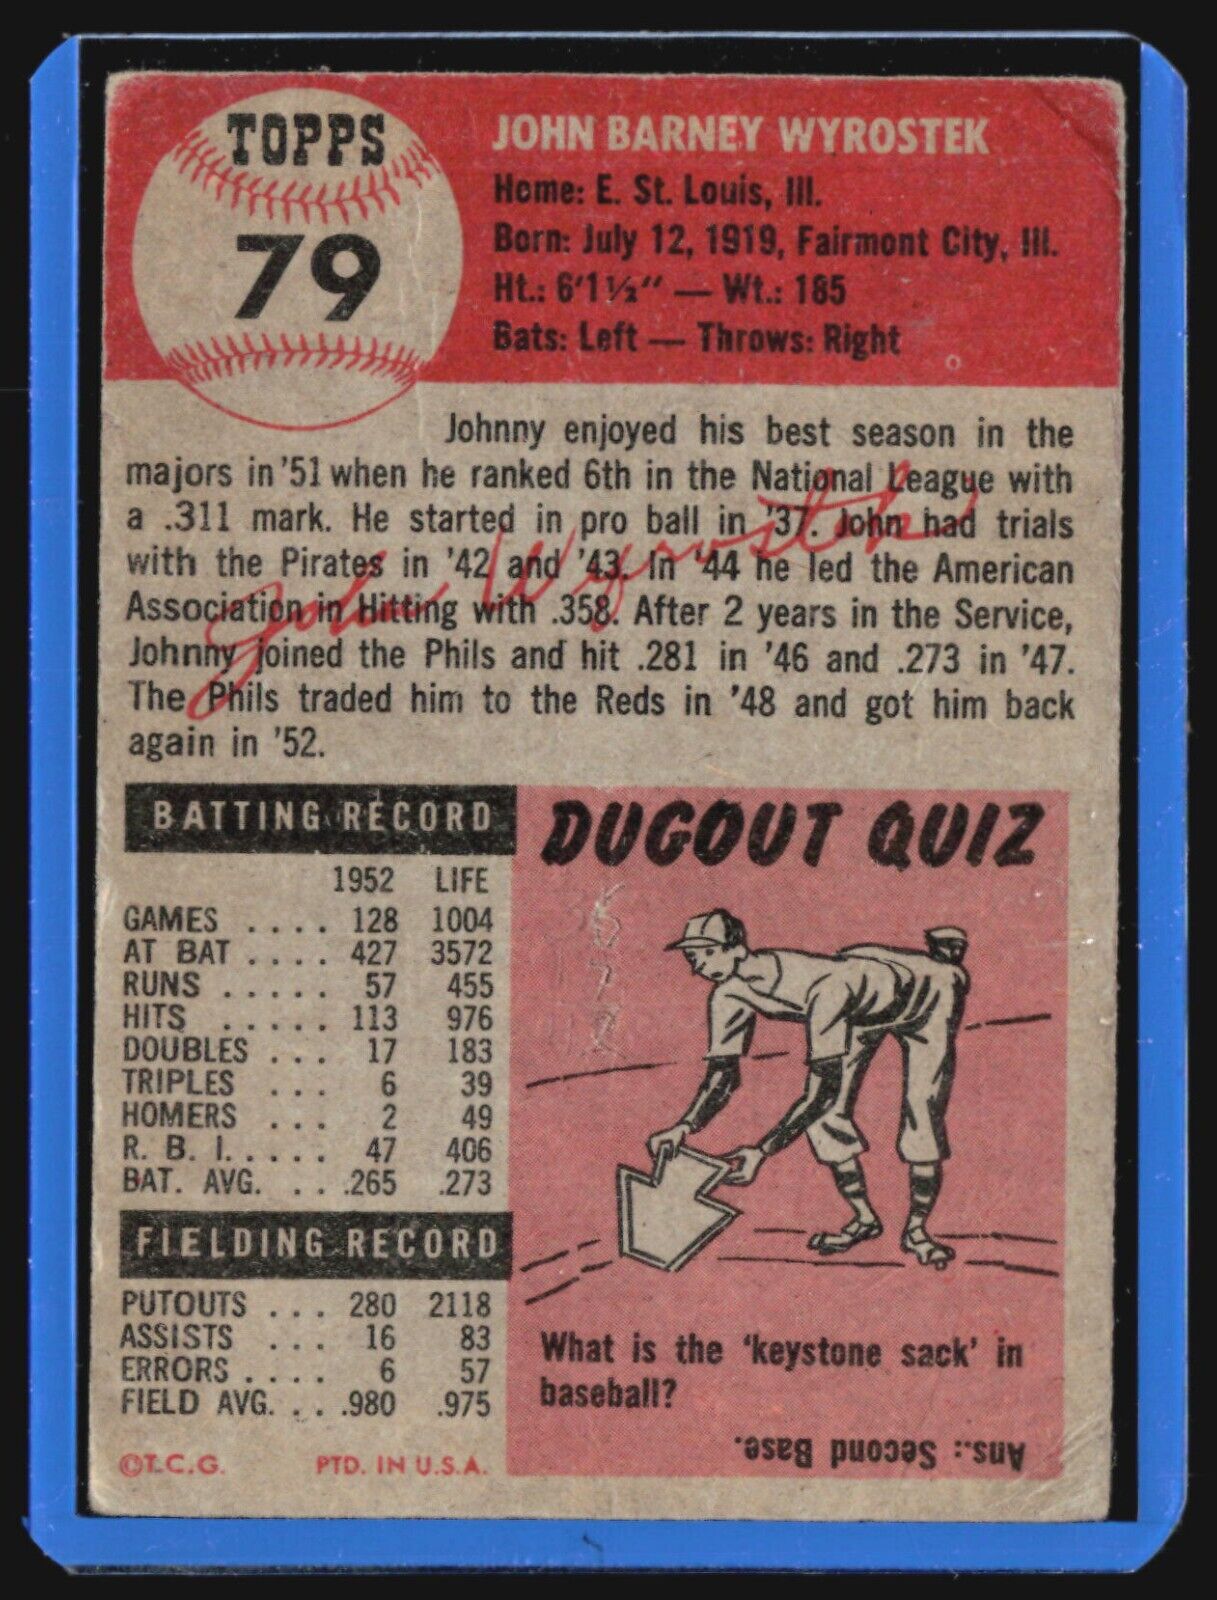 TOPPS
79
JOHN BARNEY WYROSTEK
Home: E. St. Louis, Ill.
Born: July 12, 1919, Fairmont City, Ill.
Ht.: 6'1½" — Wt.: 185
Bats: Left — Throws: Right
Johnny enjoyed his best season in the
majors in '51 when he ranked 6th in the National League with
a .311 mark. He started in pro ball in '37. John had trials
with the Pirates in '42 and '43. In '44 he led the American
Association in Hitting with .358. After 2 years in the Service,
Johnny joined the Phils and hit .281 in '46 and .273 in '47.
The Phils traded him to the Reds in '48 and got him back
again in '52.
John Wyrostek
BATTING RECORD
1952 LIFE
GAMES .... 128 1004
AT BAT .... 427 3572
RUNS ..... 57 455
HITS ..... 113 976
DOUBLES ... 17 183
TRIPLES ... 6 39
HOMERS ... 2 49
R. B. I. .... 47 406
BAT. AVG. ... .265 .273
FIELDING RECORD
PUTOUTS ... 280 2118
ASSISTS ... 16 83
ERRORS .... 6 57
FIELD AVG. ... .980 .975
©T.C.G. PTD. IN U.S.A.
DUGOUT QUIZ
What is the 'keystone sack' in
baseball?
Ans.: Second Base.